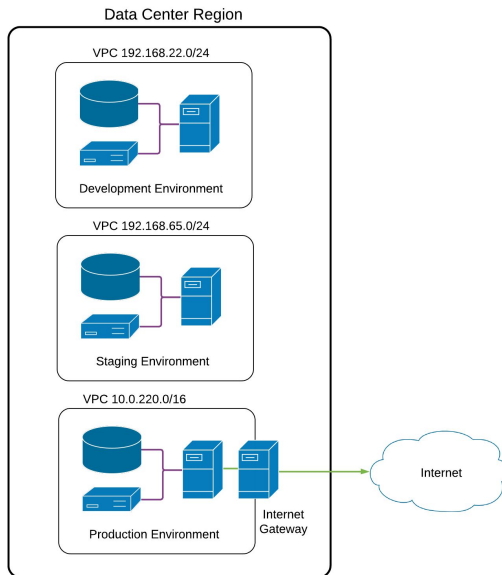 Data Center Region
VPC 192.168.22.0/24
Development Environment
VPC 192.168.65.0/24
Staging Environment
VPC 10.0.220.0/16
Production Environment
Internet
Gateway
Internet